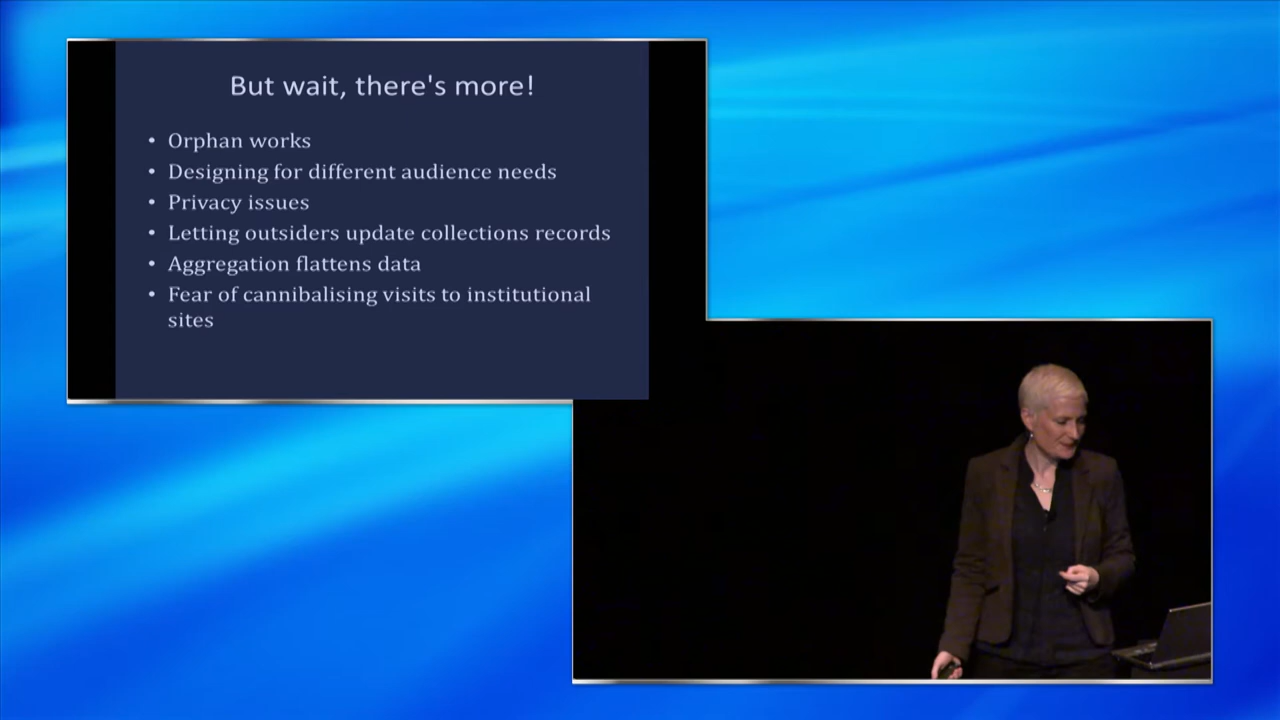 But wait, there's more!
• Orphan works
• Designing for different audience needs
• Privacy issues
• Letting outsiders update collections records
• Aggregation flattens data
• Fear of cannibalising visits to institutional
sites